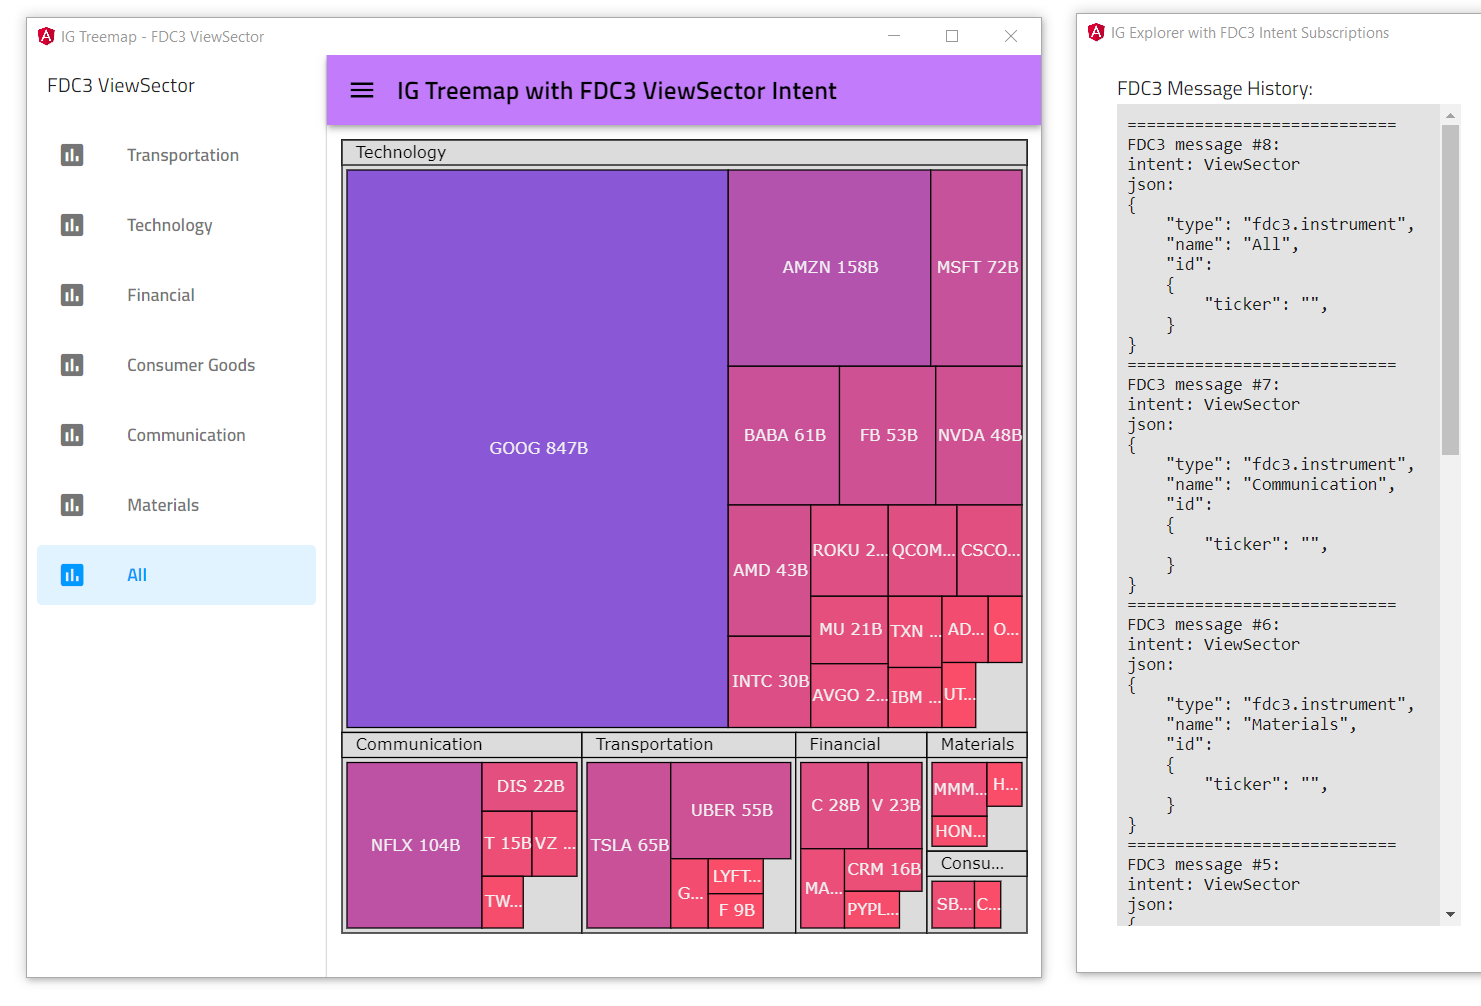 IG Treemap - FDC3 ViewSector
FDC3 ViewSector
Transportation
Technology
Financial
Consumer Goods
Communication
Materials
All
IG Treemap with FDC3 ViewSector Intent
Technology
GOOG 847B
AMZN 158B
MSFT 72B
BABA 61B
FB 53B
NVDA 48B
AMD 43B
ROKU 2...
QCOM...
CSCO...
MU 21B
TXN ...
AD...
O...
INTC 30B
AVGO 2...
IBM ...
UT...
Communication
NFLX 104B
DIS 22B
T 15B
VZ ...
TW...
Transportation
TSLA 65B
UBER 55B
G...
LYFT...
F 9B
Financial
C 28B
V 23B
MA...
CRM 16B
PYPL...
Materials
MMM...
H...
HON...
Consu...
SB...
C...
IG Explorer with FDC3 Intent Subscriptions
FDC3 Message History:
============================
FDC3 message #8:
intent: ViewSector
json:
{
"type": "fdc3.instrument",
"name": "All",
"id":
{
"ticker": "",
}
}
============================
FDC3 message #7:
intent: ViewSector
json:
{
"type": "fdc3.instrument",
"name": "Communication",
"id":
{
"ticker": "",
}
}
============================
FDC3 message #6:
intent: ViewSector
json:
{
"type": "fdc3.instrument",
"name": "Materials",
"id":
{
"ticker": "",
}
}
============================
FDC3 message #5:
intent: ViewSector
json:
{